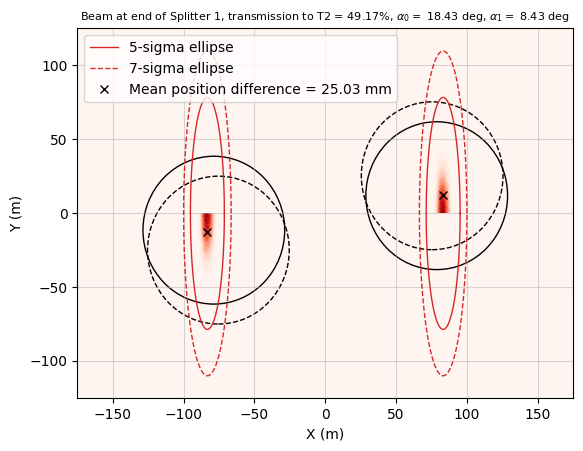 Beam at end of Splitter 1, transmission to T2 = 49.17%, α₀ = 18.43 deg, α₁ = 8.43 deg
5-sigma ellipse
7-sigma ellipse
Mean position difference = 25.03 mm
100
50
0
−50
−100
Y (m)
−150
−100
−50
0
50
100
150
X (m)